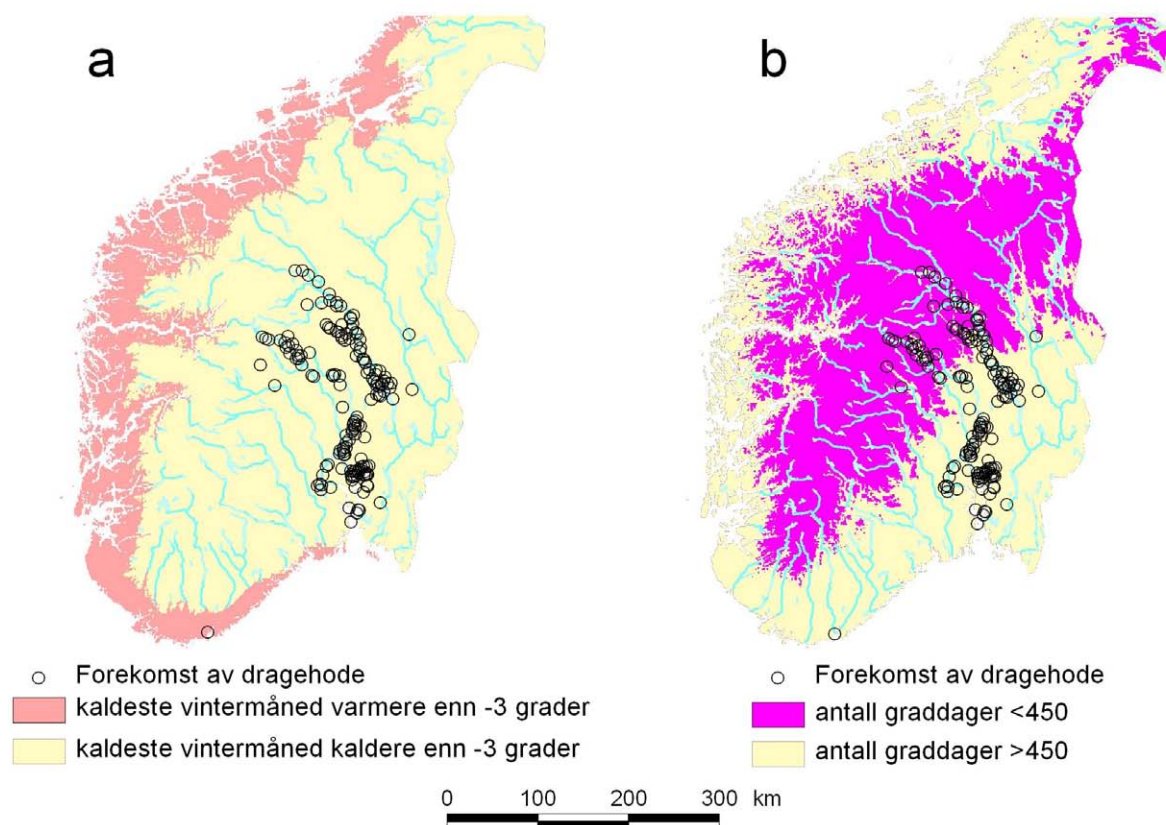 a
b
Forekomst av dragehode
kaldeste vintermåned varmere enn -3 grader
kaldeste vintermåned kaldere enn -3 grader
Forekomst av dragehode
antall graddager <450
antall graddager >450
0 100 200 300 km